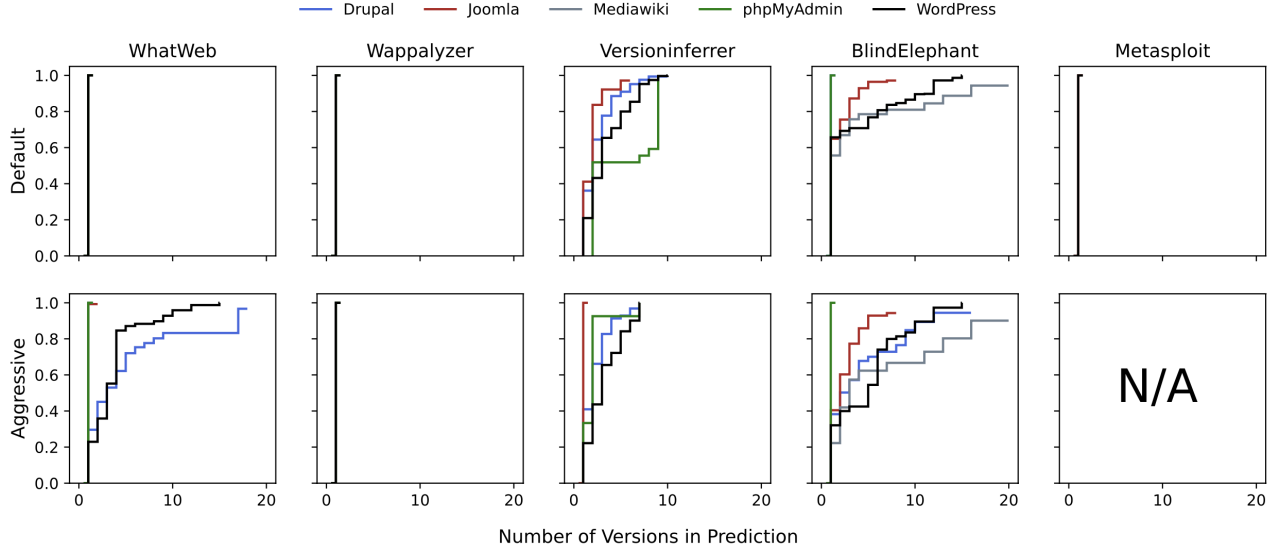 Drupal Joomla Mediawiki phpMyAdmin WordPress
WhatWeb Wappalyzer Versioninferrer BlindElephant Metasploit
Default
1.0
0.8
0.6
0.4
0.2
0.0
Aggressive
1.0
0.8
0.6
0.4
0.2
0.0
N/A
0 10 20 0 10 20 0 10 20 0 10 20 0 10 20
Number of Versions in Prediction